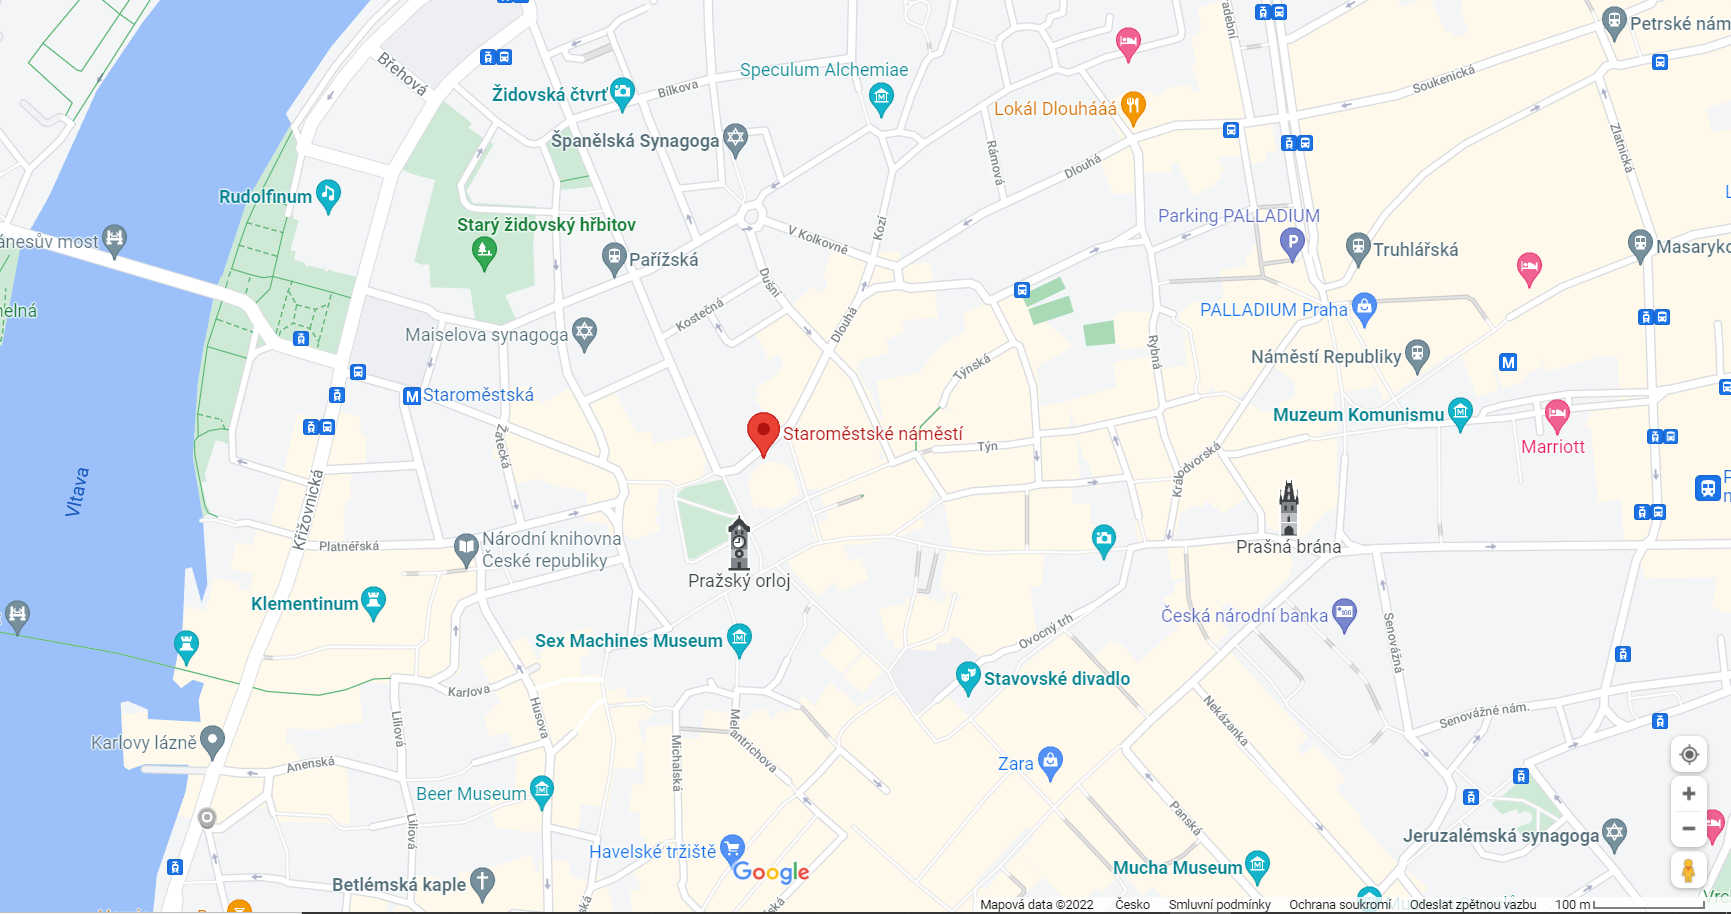 Petrské nám
Břehová
Speculum Alchemiae
Židovská čtvrť
Bílkova
Soukenická
Lokál Dlouhááá
Španělská Synagoga
Zlatnická
Rámová
Dlouhá
Rudolfinum
Starý židovský hřbitov
Kozí
Parking PALLADIUM
P
ánesův most
V Kolkovně
Truhlářská
Masaryko
Pařížská
Dušní
Kostečná
Dlouhá
PALLADIUM Praha
Maiselova synagoga
Rybná
Náměstí Republiky
M
Týnská
M Staroměstská
Muzeum Komunismu
Staroměstské náměstí
Žatecká
Týn
Marriott
Královdvorská
Vltava
Křižovnická
Národní knihovna
České republiky
Platnéřská
Prašná brána
Pražský orloj
Klementinum
Česká národní banka
Ovocný trh
Senovážná
Sex Machines Museum
Stavovské divadlo
Karlova
Husova
Liliová
Melantrichova
Michalská
Nekázanka
Senovážné nám.
Karlovy lázně
Anenská
Zara
Beer Museum
Liliová
Panská
Jeruzalémská synagoga
Havelské tržiště
Google
Mucha Museum
Betlémská kaple
Mapová data ©2022 Česko Smluvní podmínky Ochrana soukromí Odeslat zpětnou vazbu 100 m